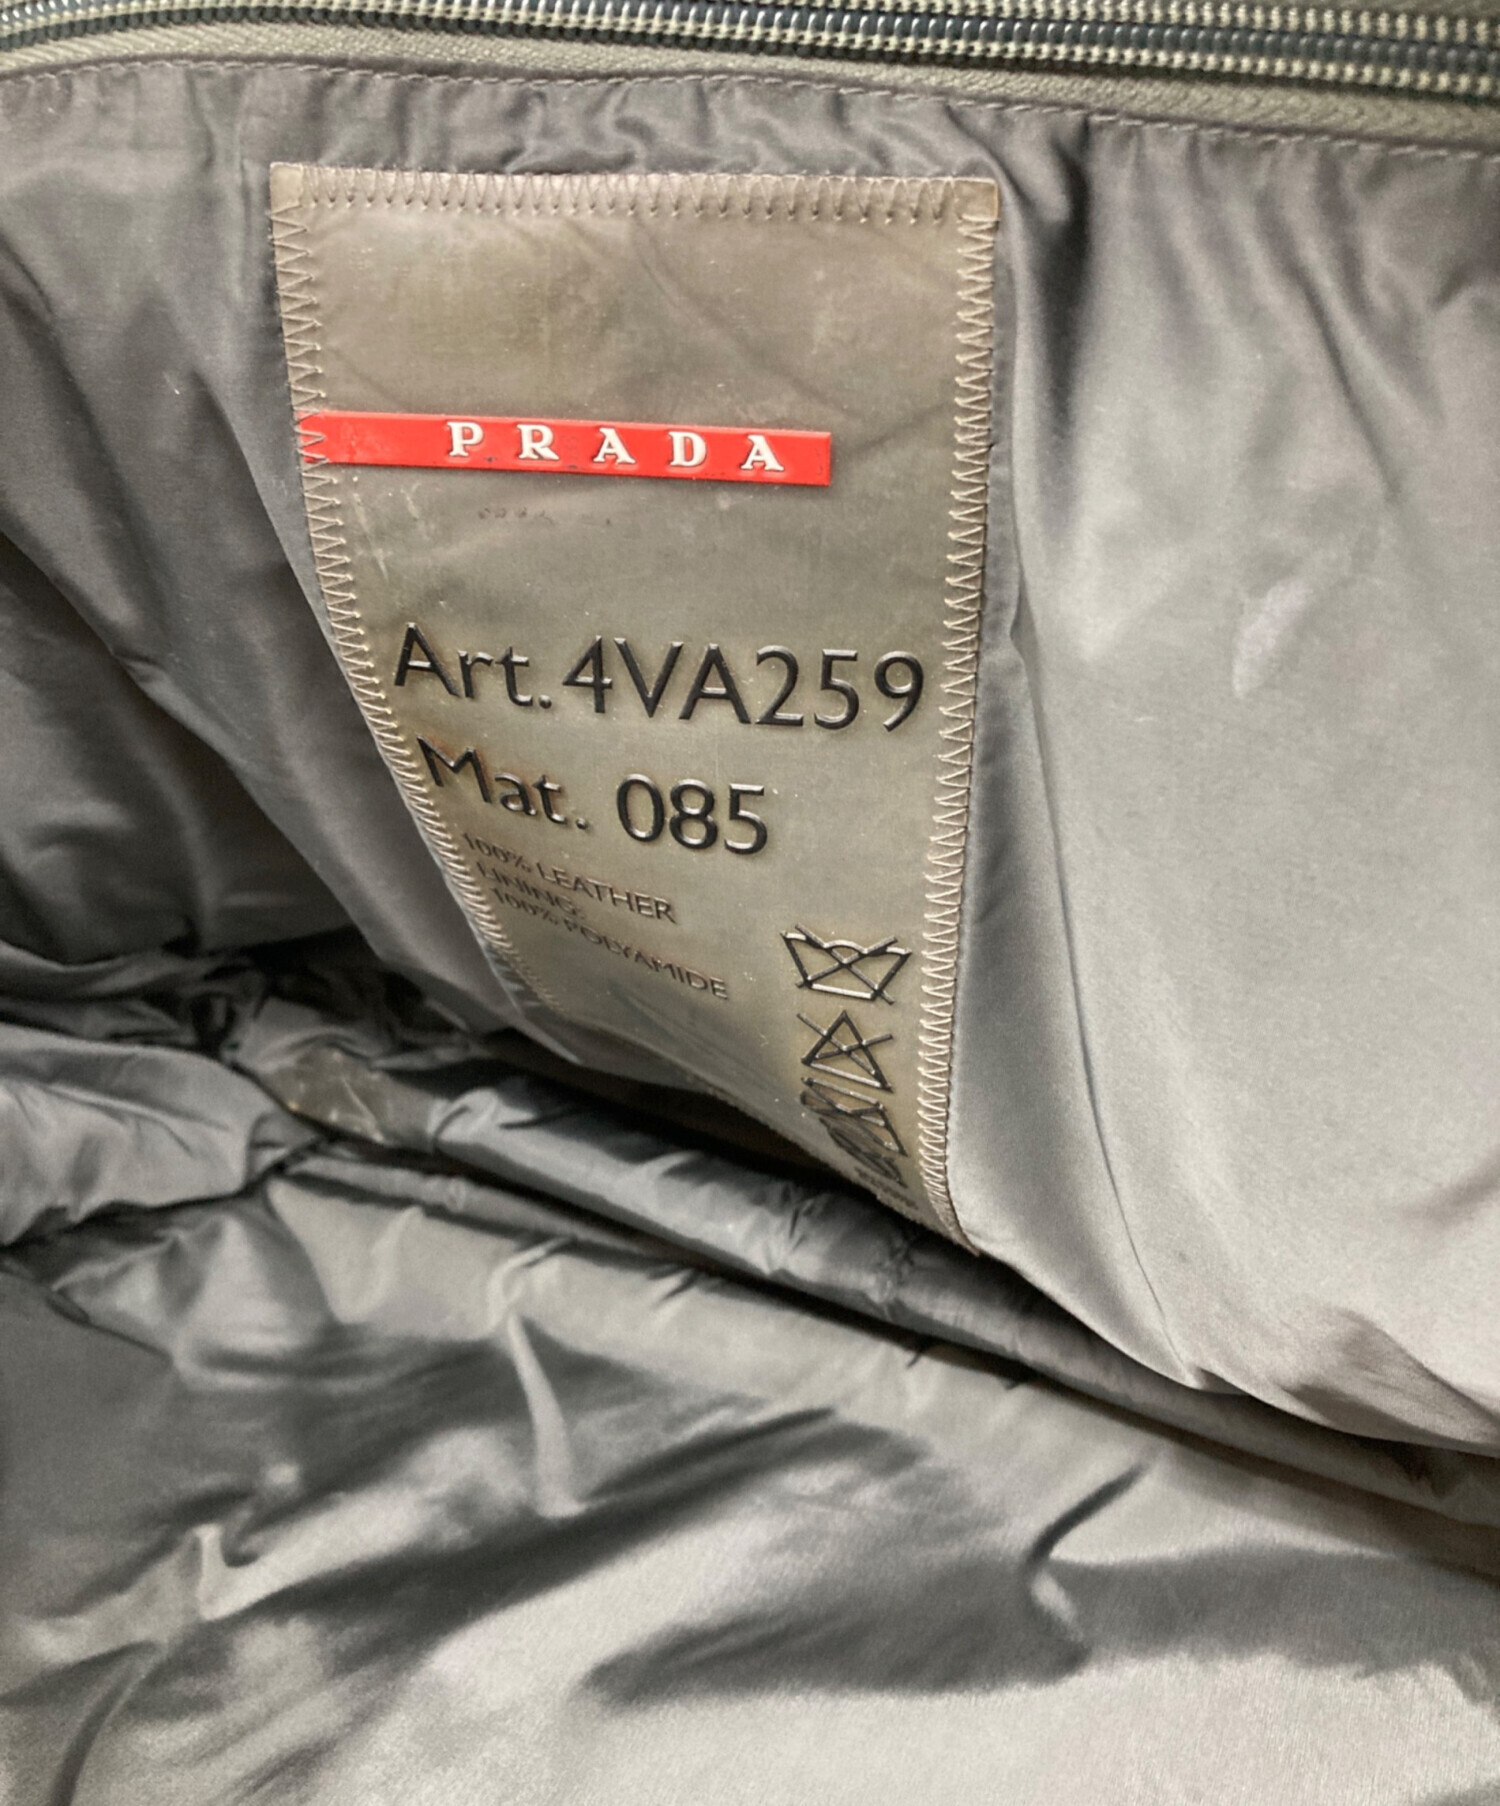 PRADA
Art. 4VA259
Mat. 085
100% LEATHER
LINING:
100% POLYAMIDE